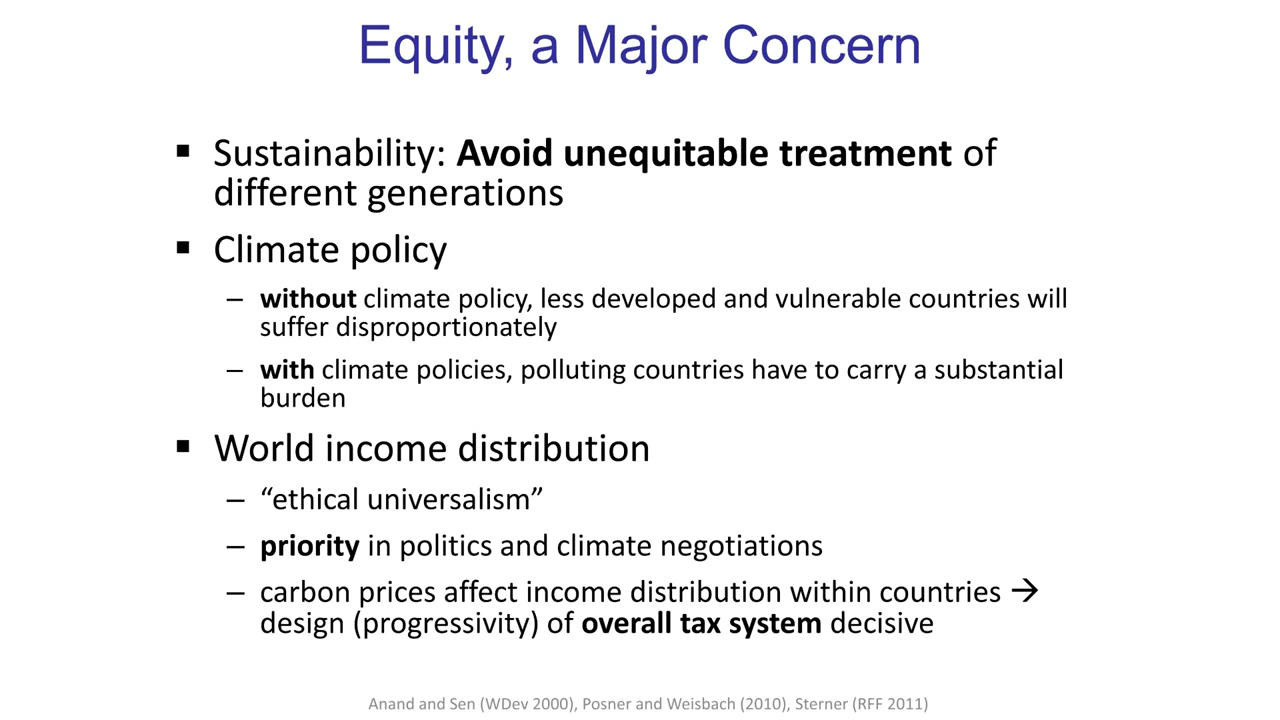 Equity, a Major Concern
▪ Sustainability: Avoid unequitable treatment of
different generations
▪ Climate policy
– without climate policy, less developed and vulnerable countries will
suffer disproportionately
– with climate policies, polluting countries have to carry a substantial
burden
▪ World income distribution
– “ethical universalism”
– priority in politics and climate negotiations
– carbon prices affect income distribution within countries →
design (progressivity) of overall tax system decisive
Anand and Sen (WDev 2000), Posner and Weisbach (2010), Sterner (RFF 2011)